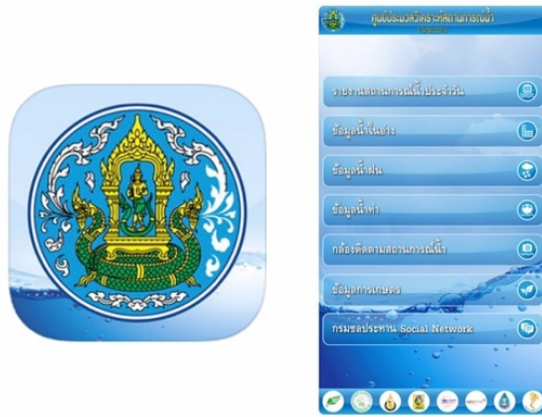 ศูนย์ประมวลวิเคราะห์สถานการณ์น้ำ
รายงานสถานการณ์น้ำประจำวัน
ข้อมูลน้ำในอ่าง
ข้อมูลน้ำฝน
ข้อมูลน้ำท่า
กล้องติดตามสถานการณ์น้ำ
ข้อมูลการเกษตร
กรมชลประทาน Social Network